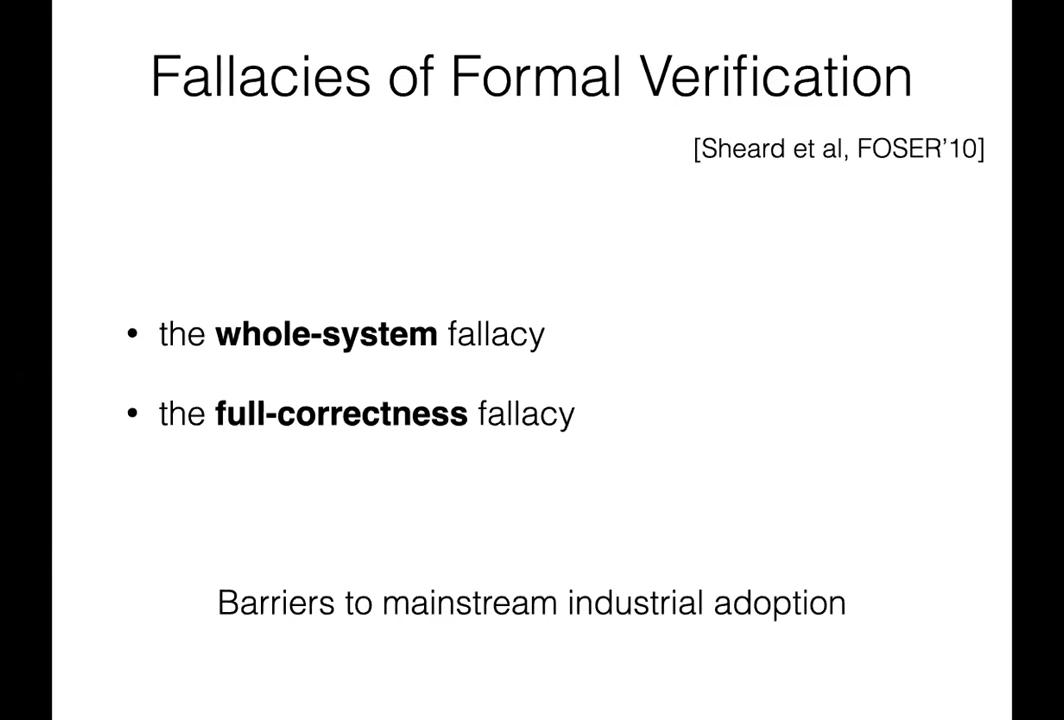 Fallacies of Formal Verification
[Sheard et al, FOSER'10]
• the whole-system fallacy
• the full-correctness fallacy
Barriers to mainstream industrial adoption